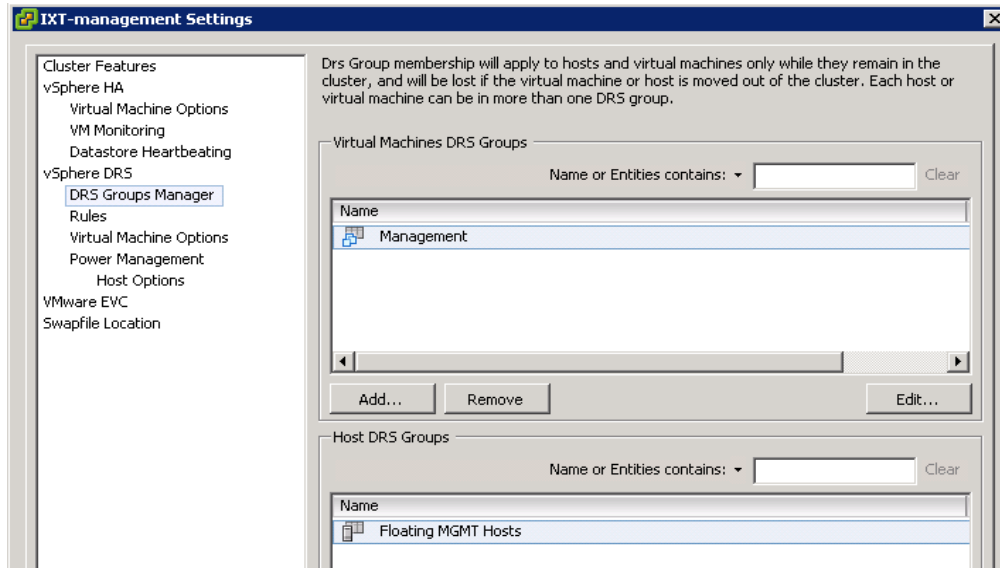 IXT-management Settings
Cluster Features
vSphere HA
Virtual Machine Options
VM Monitoring
Datastore Heartbeating
vSphere DRS
DRS Groups Manager
Rules
Virtual Machine Options
Power Management
Host Options
VMware EVC
Swapfile Location
Drs Group membership will apply to hosts and virtual machines only while they remain in the
cluster, and will be lost if the virtual machine or host is moved out of the cluster. Each host or
virtual machine can be in more than one DRS group.
Virtual Machines DRS Groups
Name or Entities contains: Clear
Name
Management
Add... Remove Edit...
Host DRS Groups
Name or Entities contains: Clear
Name
Floating MGMT Hosts